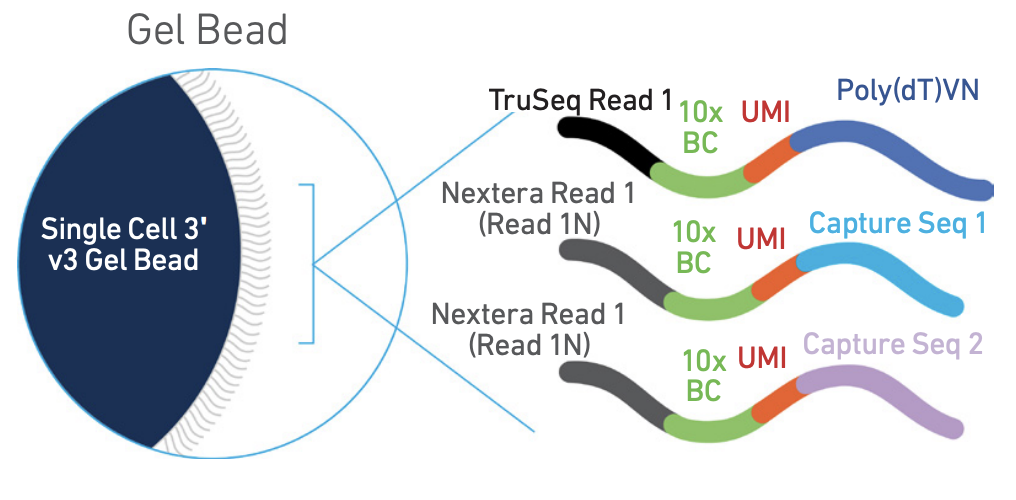 Gel Bead
Single Cell 3'
v3 Gel Bead
TruSeq Read 1
10x
BC
UMI
Poly(dT)VN
Nextera Read 1
(Read 1N)
10x
BC
UMI
Capture Seq 1
Nextera Read 1
(Read 1N)
10x
BC
UMI
Capture Seq 2